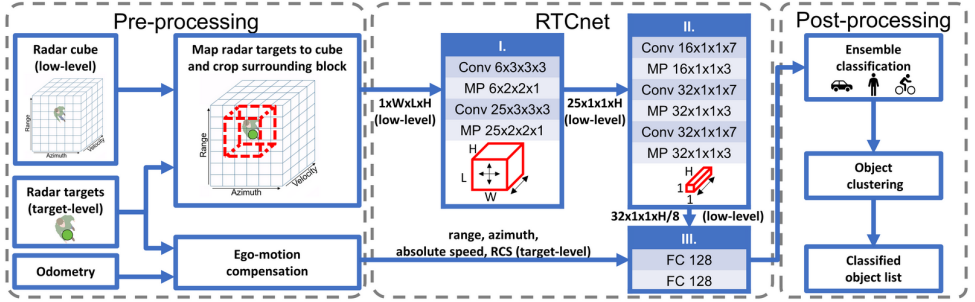 Pre-processing
Radar cube
(low-level)
Range
Azimuth
Velocity
Radar targets
(target-level)
Odometry
Map radar targets to cube
and crop surrounding block
Range
Azimuth
Velocity
Ego-motion
compensation
RTCnet
1xWxLxH
(low-level)
I.
Conv 6x3x3x3
MP 6x2x2x1
Conv 25x3x3x3
MP 25x2x2x1
H
L
W
25x1x1xH
(low-level)
II.
Conv 16x1x1x7
MP 16x1x1x3
Conv 32x1x1x7
MP 32x1x1x3
Conv 32x1x1x7
MP 32x1x1x3
H
1
1
32x1x1xH/8 (low-level)
range, azimuth,
absolute speed, RCS (target-level)
III.
FC 128
FC 128
Post-processing
Ensemble
classification
Object
clustering
Classified
object list